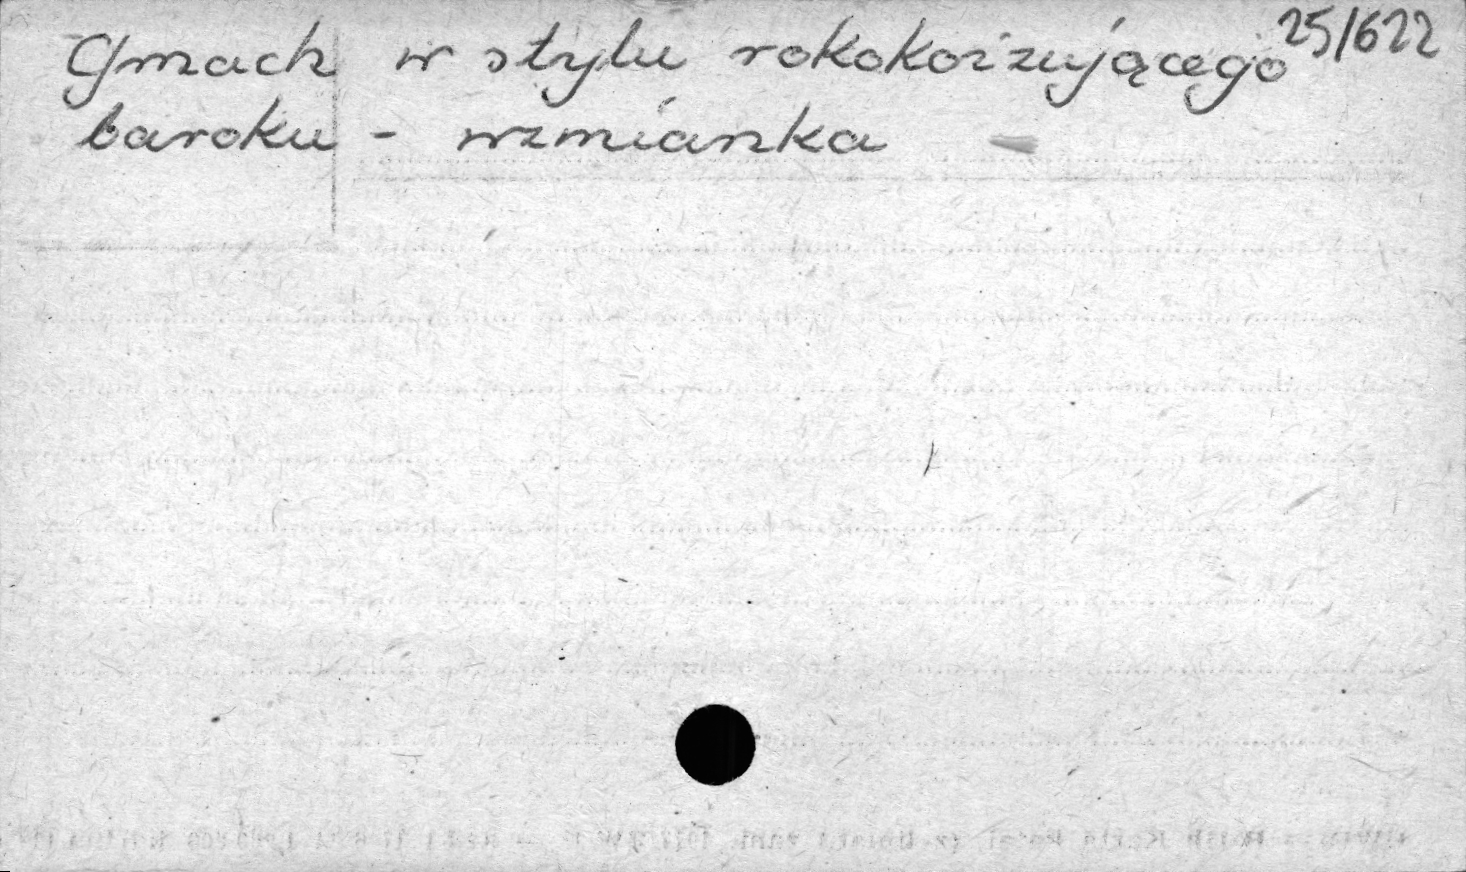 25/622
Gmach w stylu rokokoizującego
baroku - wzmianka